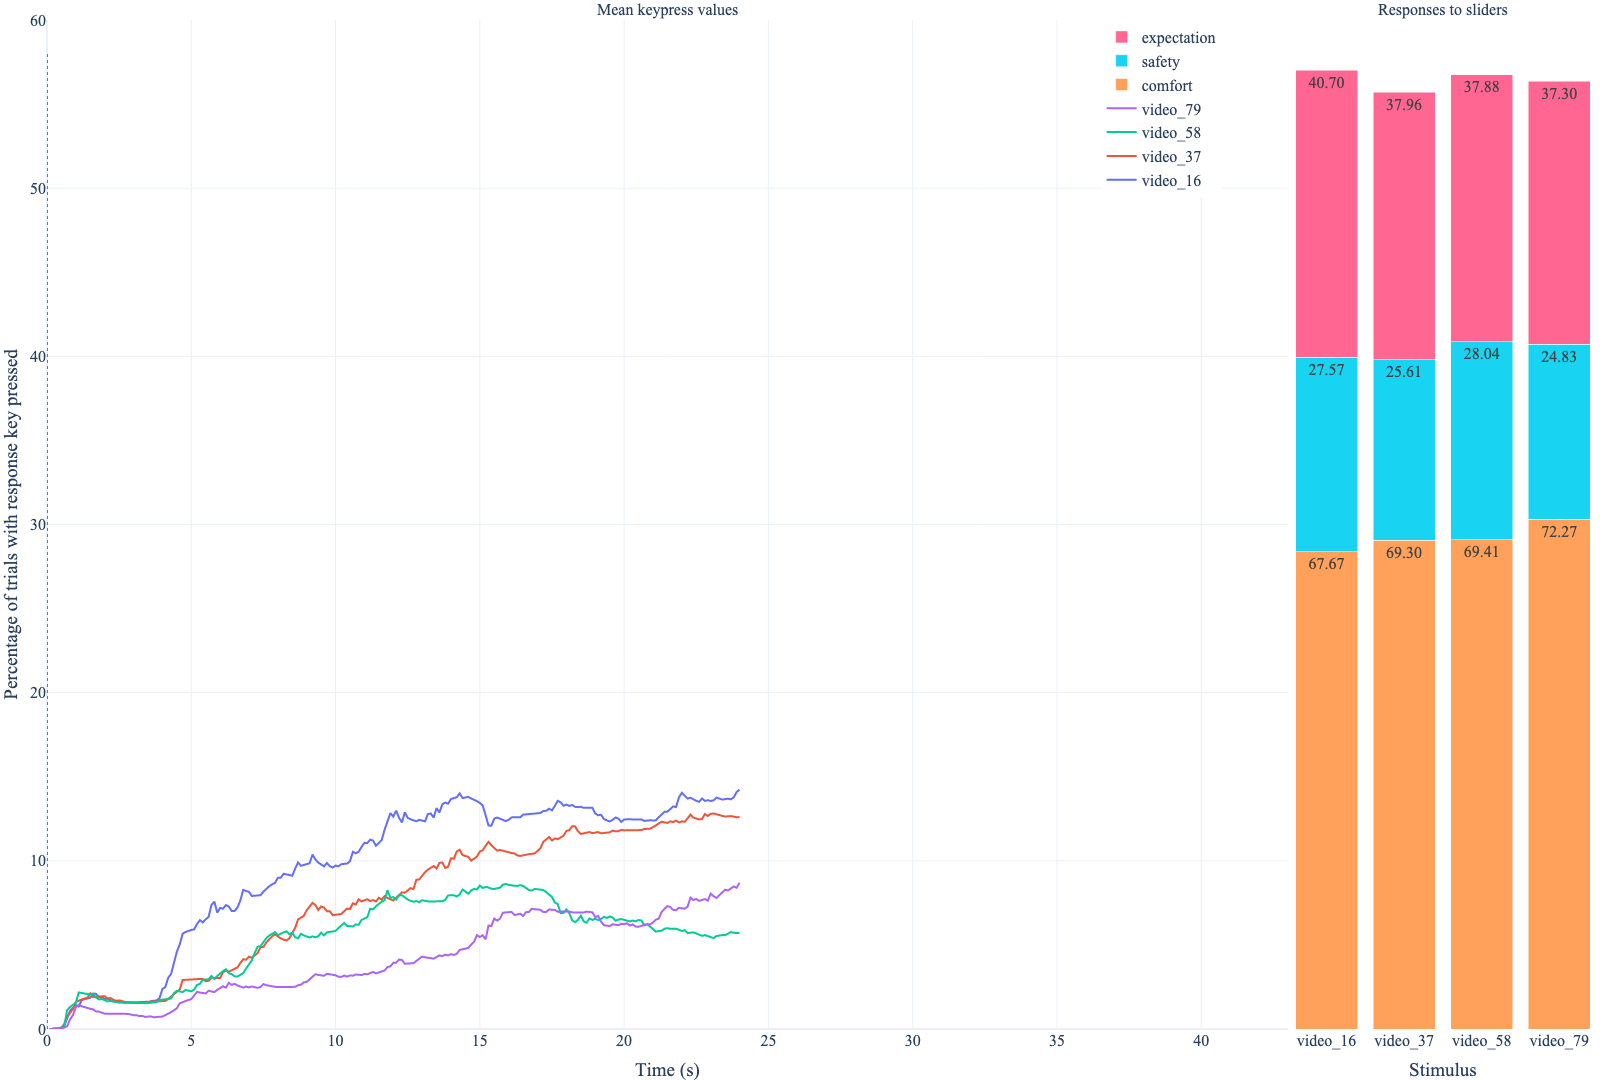 Mean keypress values
Responses to sliders
expectation
safety
comfort
video_79
video_58
video_37
video_16
Percentage of trials with response key pressed
60
50
40
30
20
10
0
0 5 10 15 20 25 30 35 40
Time (s)
40.70 37.96 37.88 37.30
27.57 25.61 28.04 24.83
67.67 69.30 69.41 72.27
video_16 video_37 video_58 video_79
Stimulus